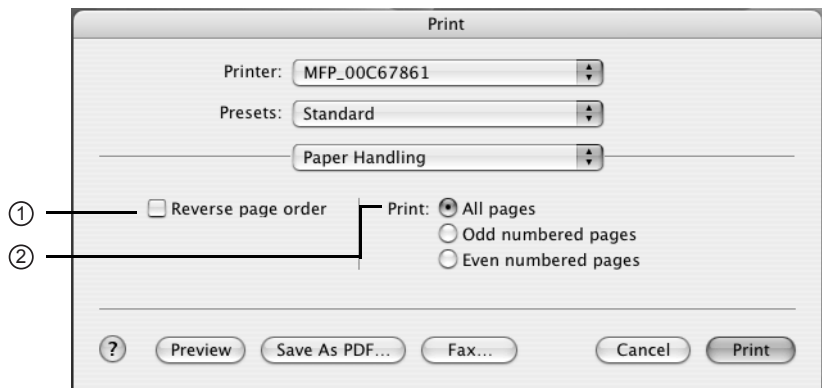 Print
Printer: MFP_00C67861
Presets: Standard
Paper Handling
① Reverse page order Print: All pages
Odd numbered pages
② Even numbered pages
? Preview Save As PDF... Fax... Cancel Print